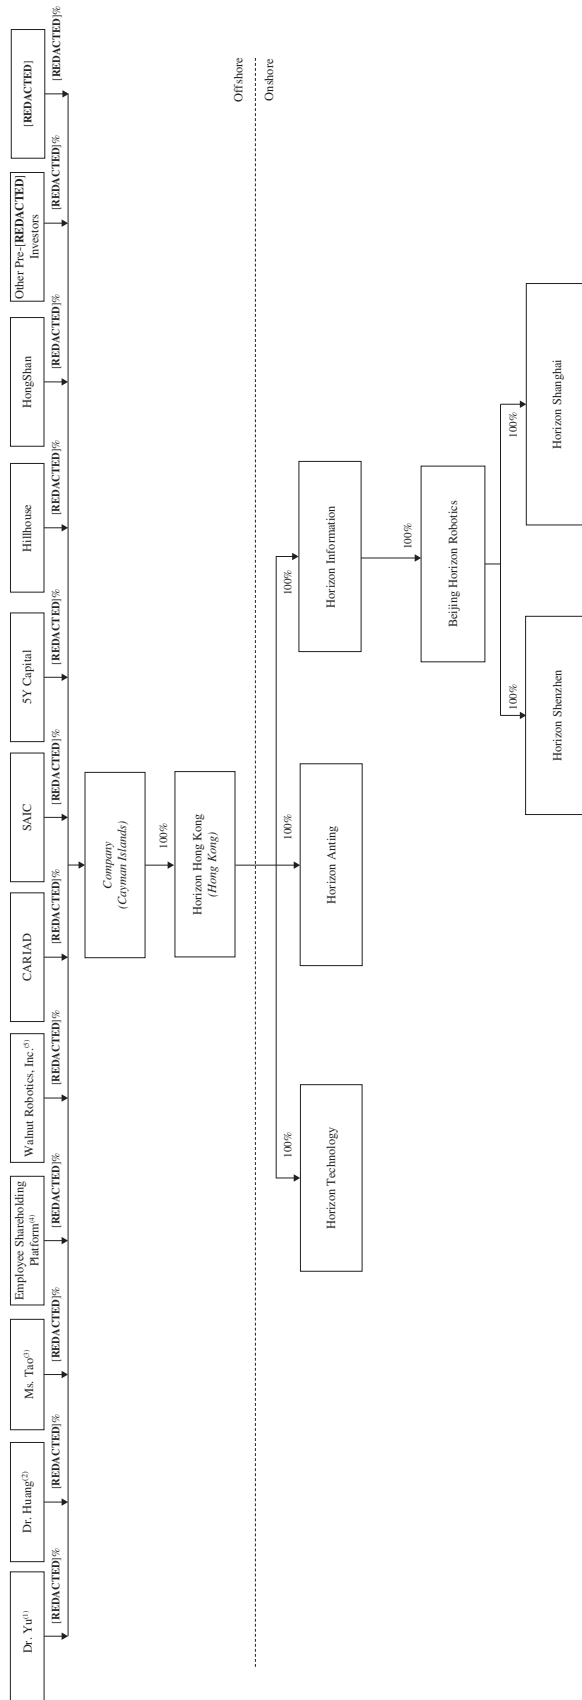 Dr. Yu(1)
Dr. Huang(2)
Ms. Tao(3)
Employee Shareholding
Platform(4)
Walnut Robotics, Inc.(5)
CARIAD
SAIC
5Y Capital
Hillhouse
HongShan
Other Pre-[REDACTED]
Investors
[REDACTED]
[REDACTED]%
[REDACTED]%
[REDACTED]%
[REDACTED]%
[REDACTED]%
[REDACTED]%
[REDACTED]%
[REDACTED]%
[REDACTED]%
[REDACTED]%
[REDACTED]%
[REDACTED]%
Company
(Cayman Islands)
100%
Horizon Hong Kong
(Hong Kong)
Offshore
Onshore
100%
100%
100%
Horizon Technology
Horizon Anting
Horizon Information
100%
Beijing Horizon Robotics
100%
100%
Horizon Shenzhen
Horizon Shanghai